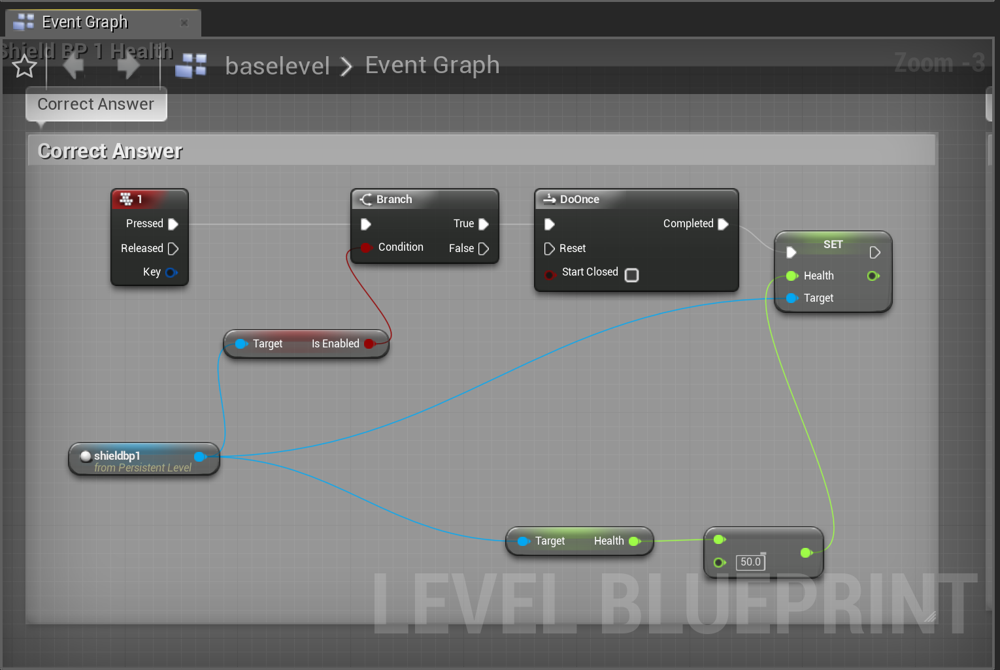 Event Graph
Shield BP 1 Health
baselevel > Event Graph
Zoom -3
Correct Answer
Correct Answer
1
Pressed
Released
Key
Branch
True
Condition
False
DoOnce
Completed
Reset
Start Closed
SET
Health
Target
Target Is Enabled
shieldbp1
from Persistent Level
Target Health
-
50.0
LEVEL BLUEPRINT